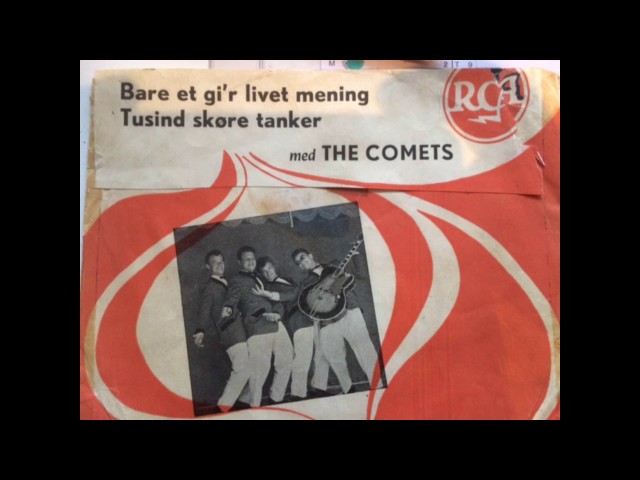 Bare et gi'r livet mening
Tusind skøre tanker
med THE COMETS
RCA